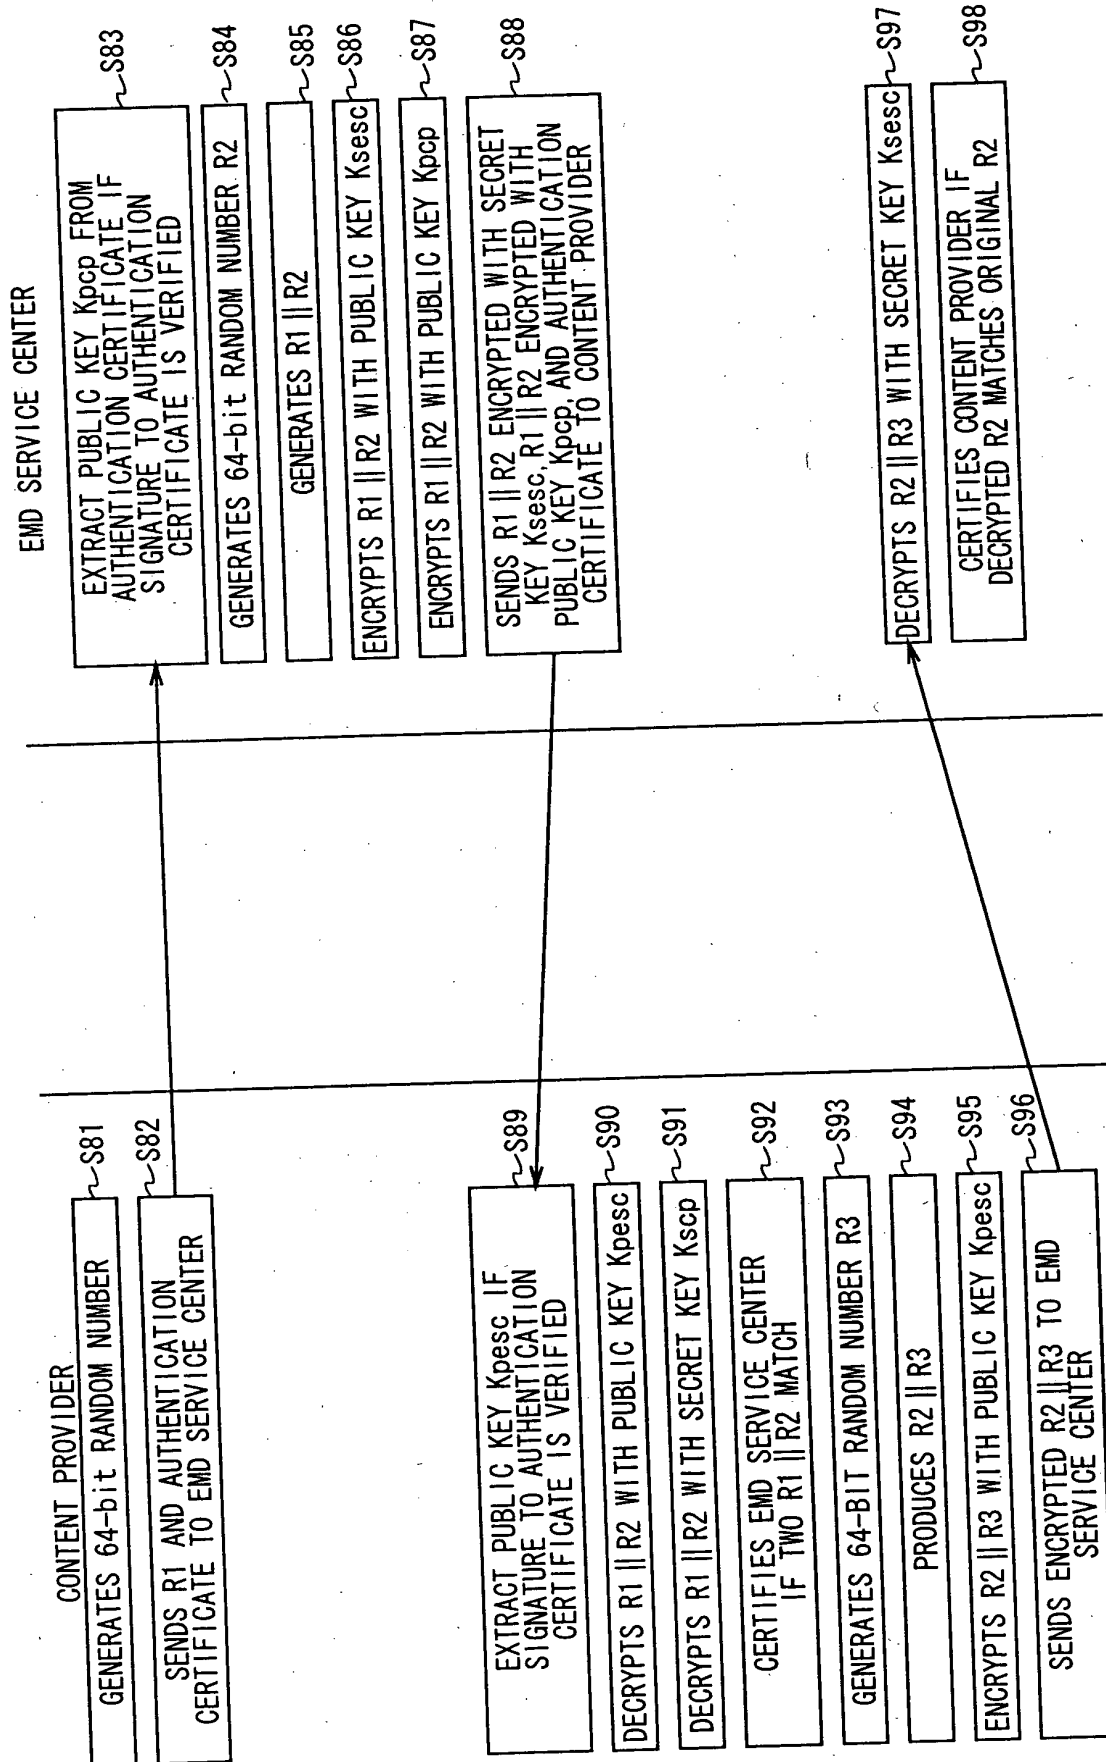 CONTENT PROVIDER
GENERATES 64-bit RANDOM NUMBER
S81
SENDS R1 AND AUTHENTICATION
CERTIFICATE TO EMD SERVICE CENTER
S82
EXTRACT PUBLIC KEY Kpesc IF
SIGNATURE TO AUTHENTICATION
CERTIFICATE IS VERIFIED
S89
DECRYPTS R1 || R2 WITH PUBLIC KEY Kpesc
S90
DECRYPTS R1 || R2 WITH SECRET KEY Kscp
S91
CERTIFIES EMD SERVICE CENTER
IF TWO R1 || R2 MATCH
S92
GENERATES 64-BIT RANDOM NUMBER R3
S93
PRODUCES R2 || R3
S94
ENCRYPTS R2 || R3 WITH PUBLIC KEY Kpesc
S95
SENDS ENCRYPTED R2 || R3 TO EMD
SERVICE CENTER
S96
EMD SERVICE CENTER
EXTRACT PUBLIC KEY Kpcp FROM
AUTHENTICATION CERTIFICATE IF
SIGNATURE TO AUTHENTICATION
CERTIFICATE IS VERIFIED
S83
GENERATES 64-bit RANDOM NUMBER R2
S84
GENERATES R1 || R2
S85
ENCRYPTS R1 || R2 WITH PUBLIC KEY Ksesc
S86
ENCRYPTS R1 || R2 WITH PUBLIC KEY Kpcp
S87
SENDS R1 || R2 ENCRYPTED WITH SECRET
KEY Ksesc, R1 || R2 ENCRYPTED WITH
PUBLIC KEY Kpcp, AND AUTHENTICATION
CERTIFICATE TO CONTENT PROVIDER
S88
DECRYPTS R2 || R3 WITH SECRET KEY Ksesc
S97
CERTIFIES CONTENT PROVIDER IF
DECRYPTED R2 MATCHES ORIGINAL R2
S98